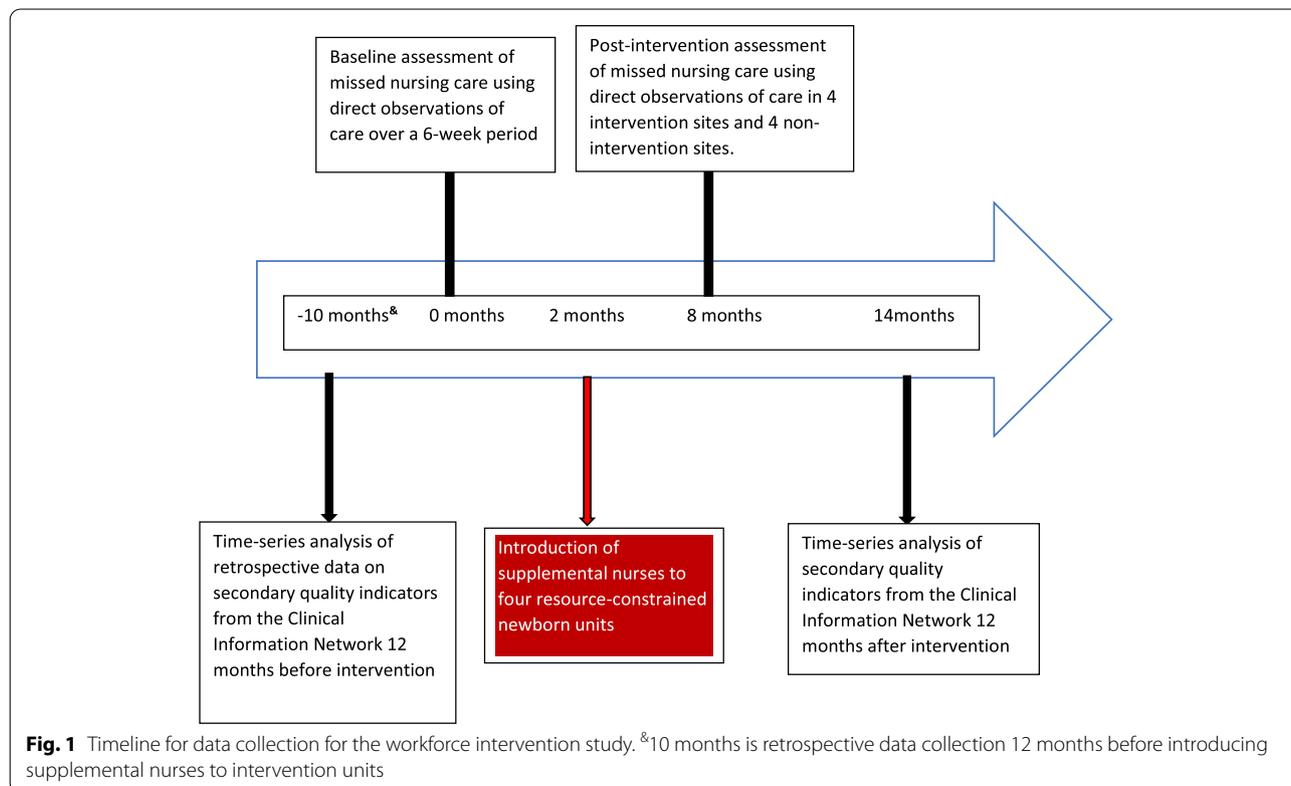 Baseline assessment of
missed nursing care using
direct observations of
care over a 6-week period
Post-intervention assessment
of missed nursing care using
direct observations of care in 4
intervention sites and 4 non-
intervention sites.
-10 months& 0 months 2 months 8 months 14months
Time-series analysis of
retrospective data on
secondary quality indicators
from the Clinical
Information Network 12
months before intervention
Introduction of
supplemental nurses to
four resource-constrained
newborn units
Time-series analysis of
secondary quality
indicators from the Clinical
Information Network 12
months after intervention
Fig. 1 Timeline for data collection for the workforce intervention study. &10 months is retrospective data collection 12 months before introducing
supplemental nurses to intervention units